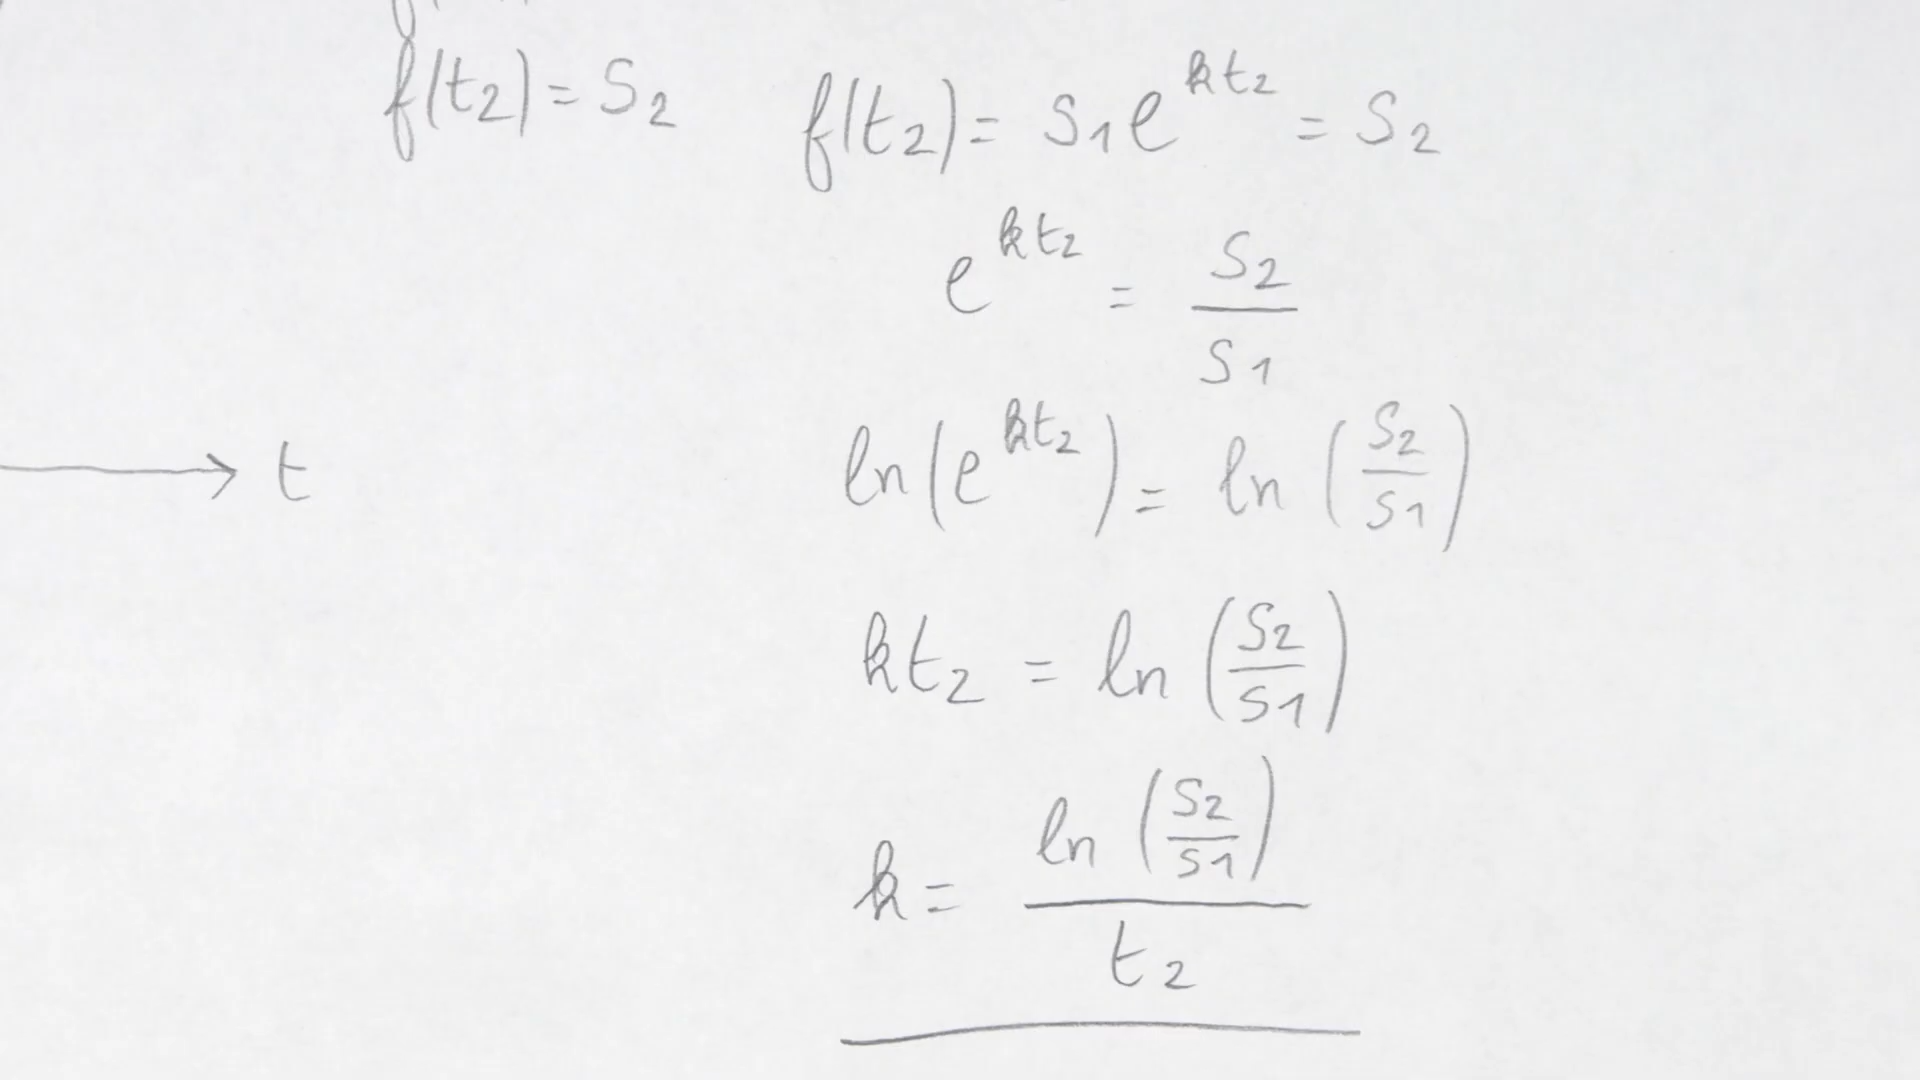 f(t₂) = S₂
f(t₂) = S₁e^{kt₂} = S₂
e^{kt₂} = S₂/S₁
t
ln(e^{kt₂}) = ln(S₂/S₁)
kt₂ = ln(S₂/S₁)
k = ln(S₂/S₁)/t₂